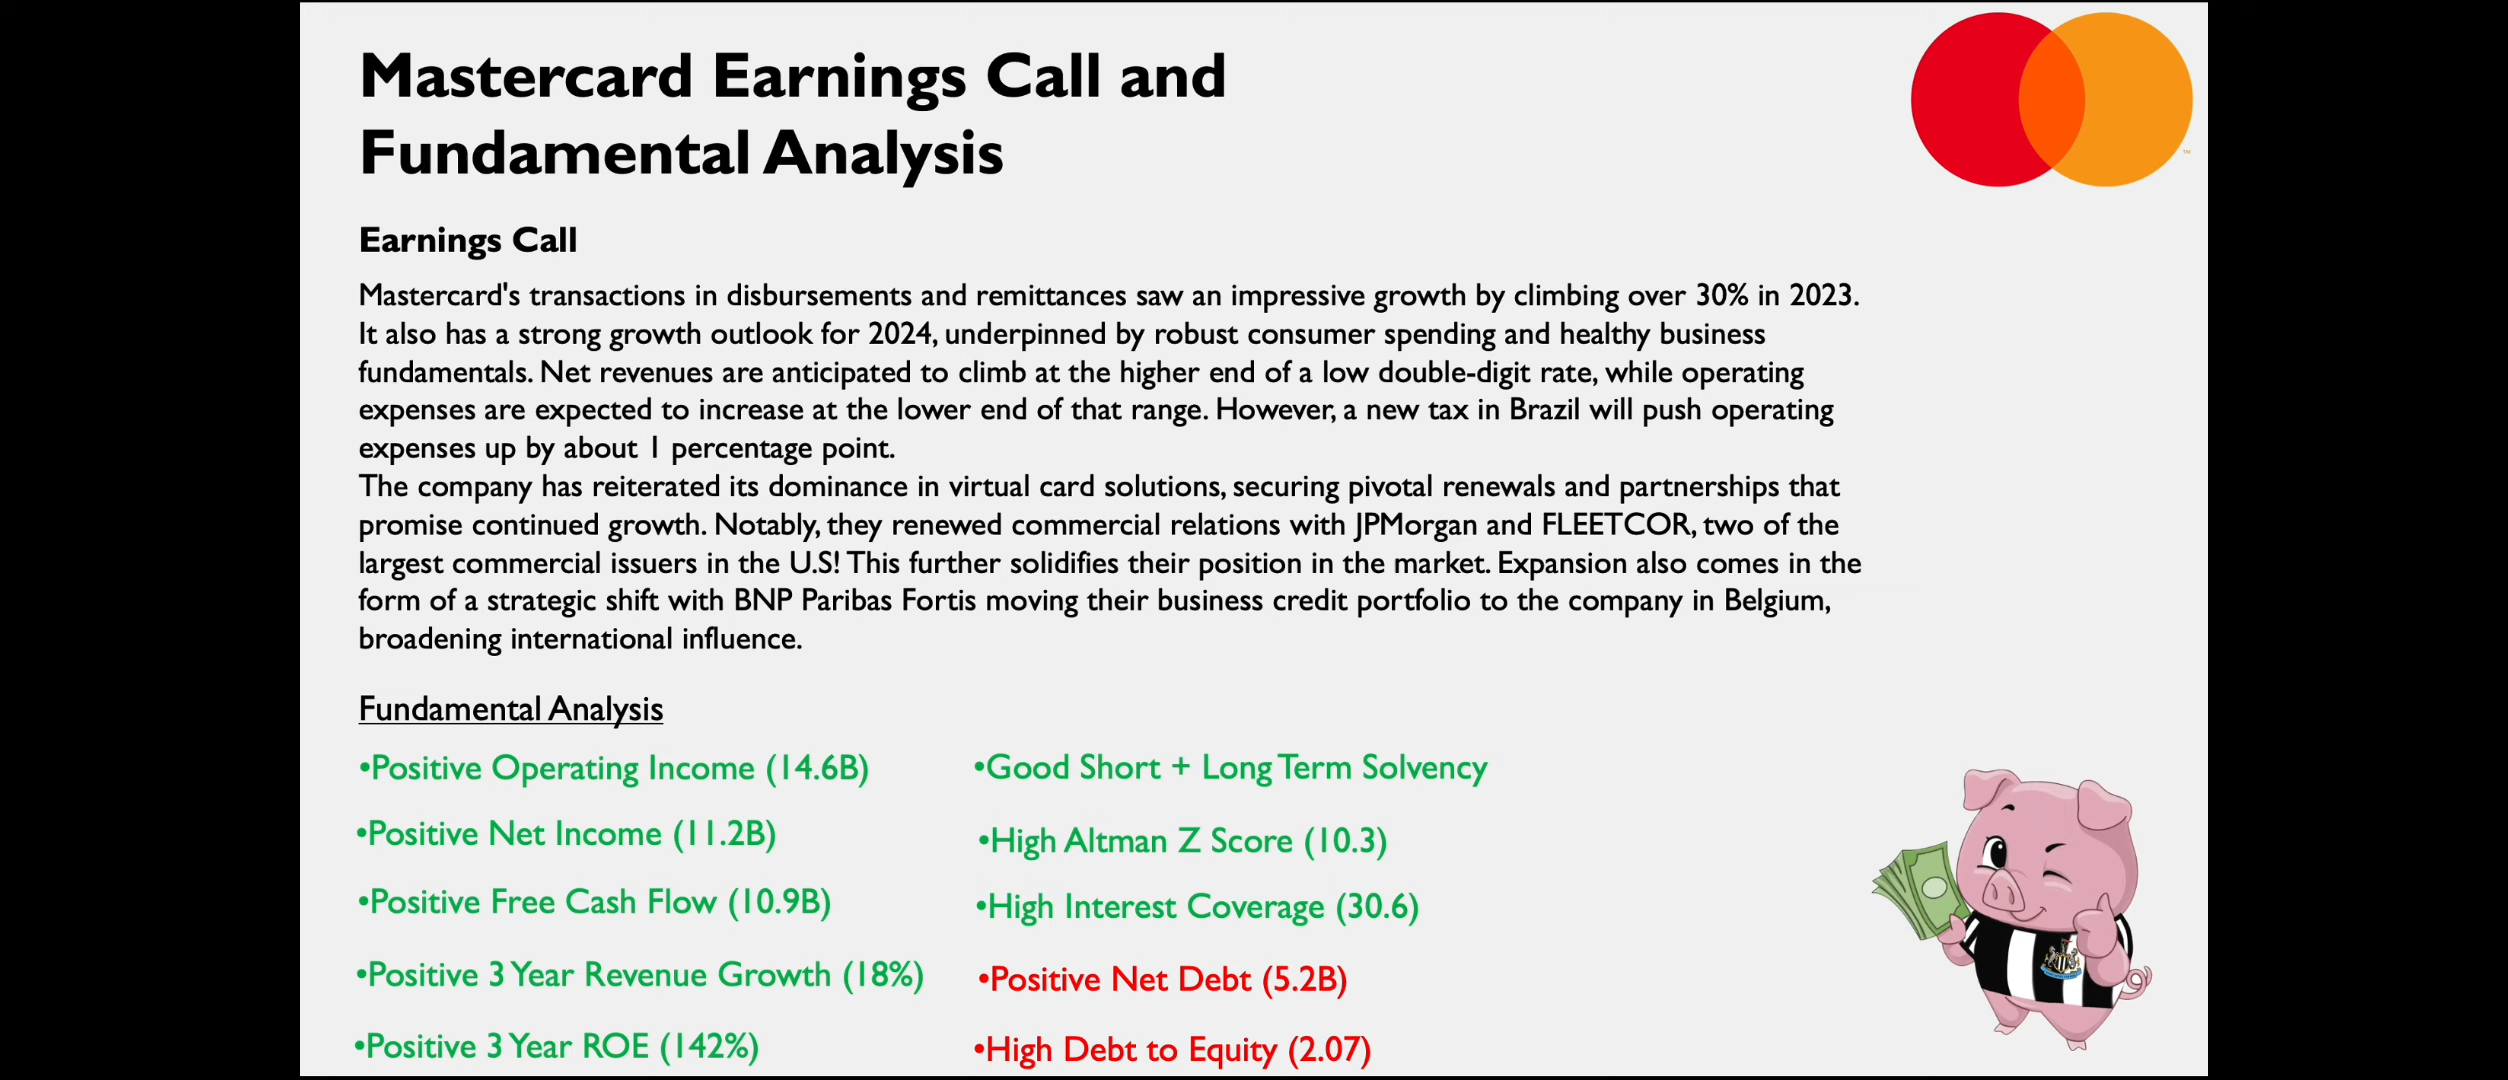 Mastercard Earnings Call and
Fundamental Analysis
Earnings Call
Mastercard's transactions in disbursements and remittances saw an impressive growth by climbing over 30% in 2023.
It also has a strong growth outlook for 2024, underpinned by robust consumer spending and healthy business
fundamentals. Net revenues are anticipated to climb at the higher end of a low double-digit rate, while operating
expenses are expected to increase at the lower end of that range. However, a new tax in Brazil will push operating
expenses up by about 1 percentage point.
The company has reiterated its dominance in virtual card solutions, securing pivotal renewals and partnerships that
promise continued growth. Notably, they renewed commercial relations with JPMorgan and FLEETCOR, two of the
largest commercial issuers in the U.S! This further solidifies their position in the market. Expansion also comes in the
form of a strategic shift with BNP Paribas Fortis moving their business credit portfolio to the company in Belgium,
broadening international influence.
Fundamental Analysis
•Positive Operating Income (14.6B)
•Positive Net Income (11.2B)
•Positive Free Cash Flow (10.9B)
•Positive 3 Year Revenue Growth (18%)
•Positive 3 Year ROE (142%)
•Good Short + Long Term Solvency
•High Altman Z Score (10.3)
•High Interest Coverage (30.6)
•Positive Net Debt (5.2B)
•High Debt to Equity (2.07)